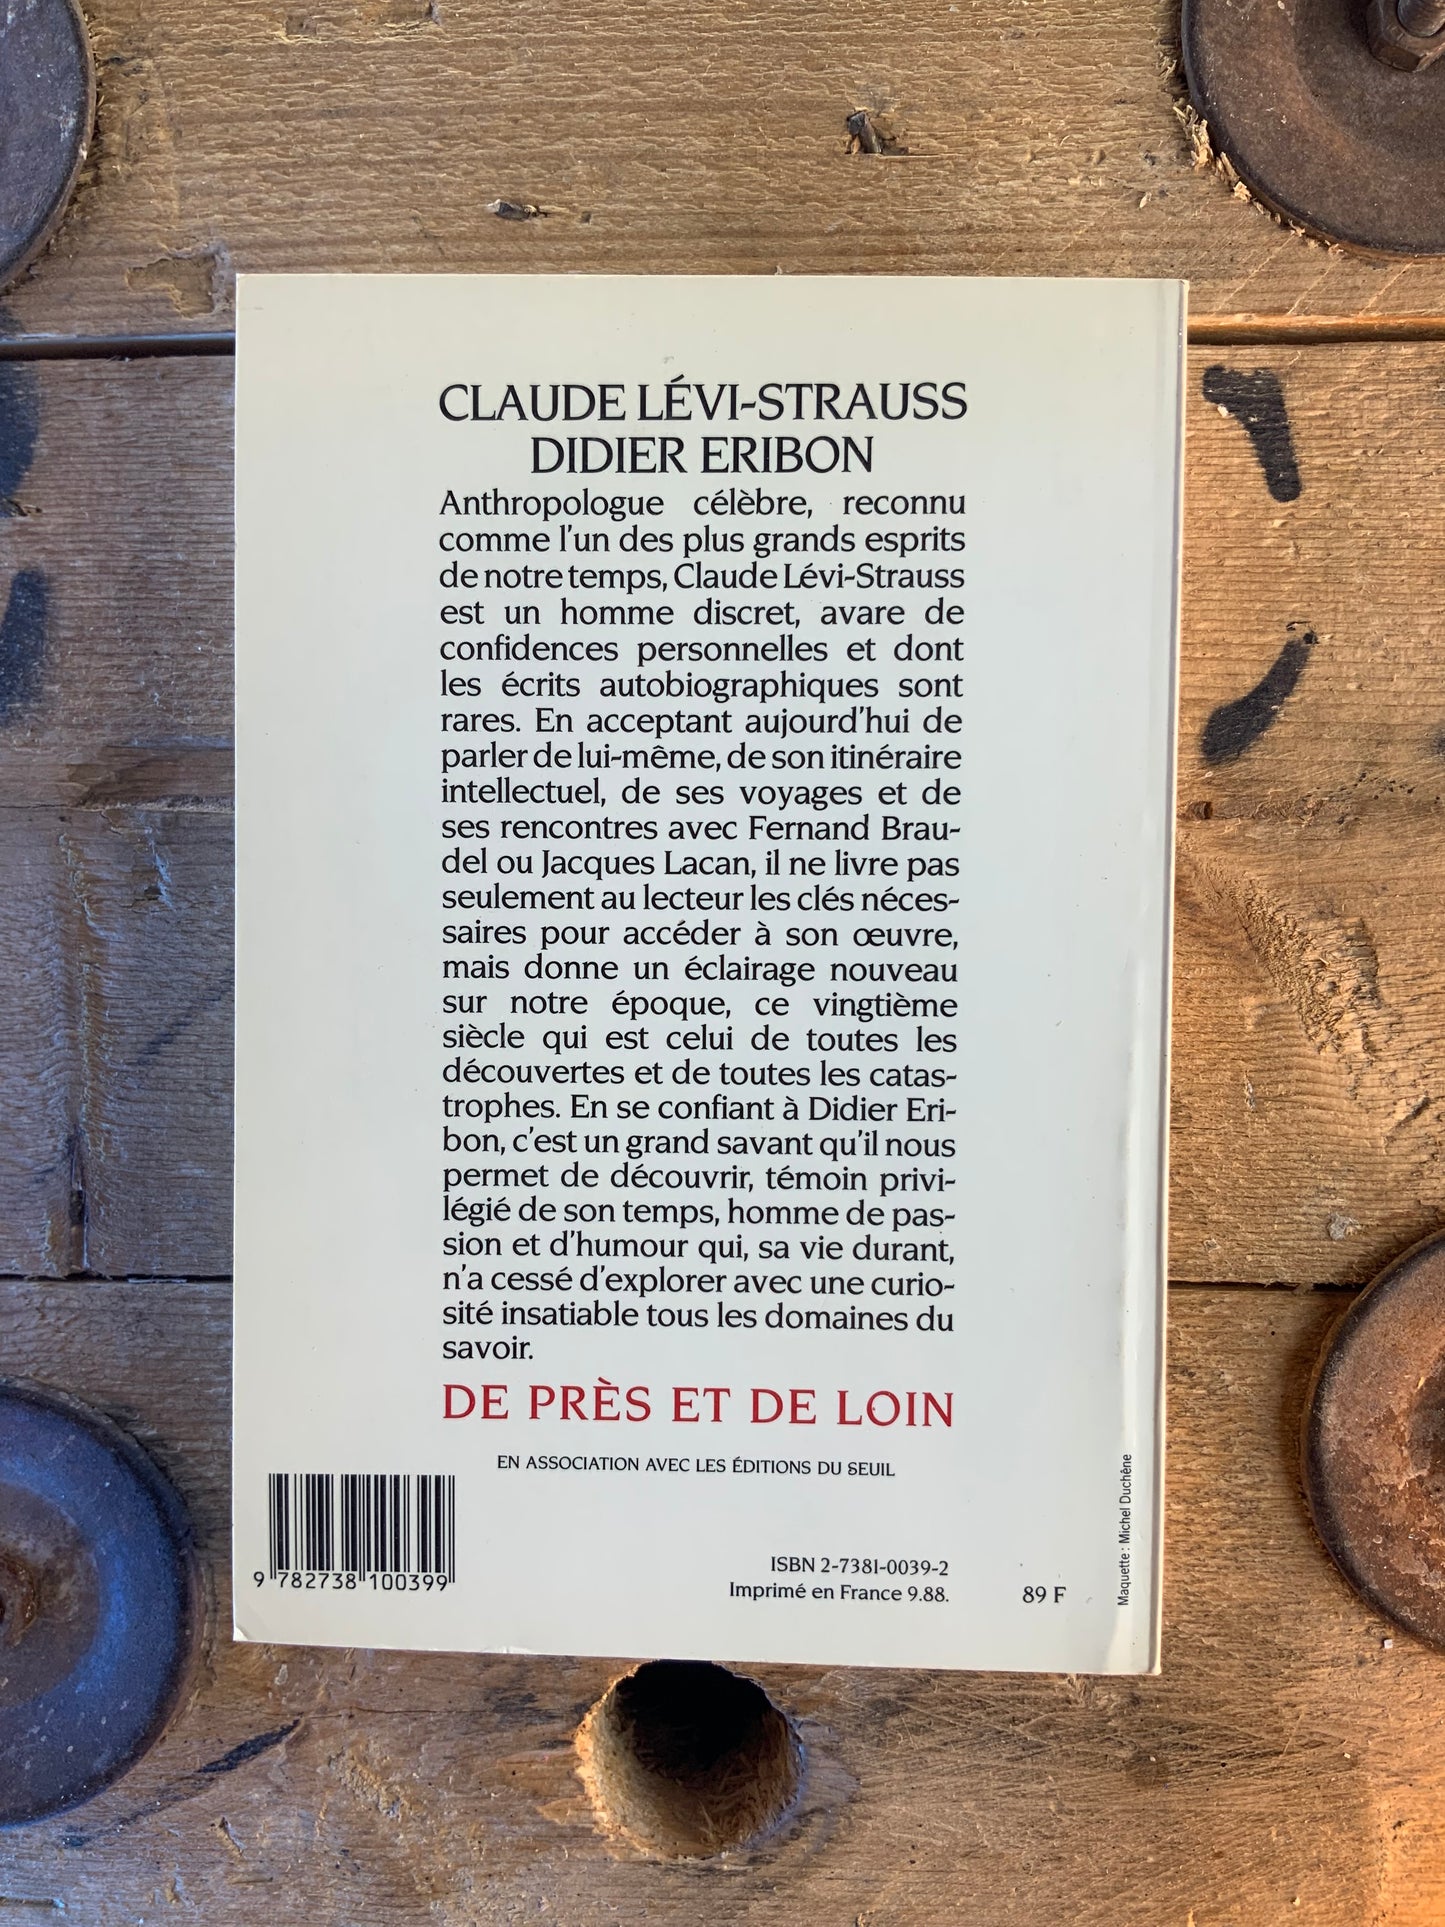 CLAUDE LÉVI-STRAUSS
DIDIER ERIBON
Anthropologue célèbre, reconnu
comme l'un des plus grands esprits
de notre temps, Claude Lévi-Strauss
est un homme discret, avare de
confidences personnelles et dont
les écrits autobiographiques sont
rares. En acceptant aujourd'hui de
parler de lui-même, de son itinéraire
intellectuel, de ses voyages et de
ses rencontres avec Fernand Brau-
del ou Jacques Lacan, il ne livre pas
seulement au lecteur les clés néces-
saires pour accéder à son œuvre,
mais donne un éclairage nouveau
sur notre époque, ce vingtième
siècle qui est celui de toutes les
découvertes et de toutes les catas-
trophes. En se confiant à Didier Eri-
bon, c'est un grand savant qu'il nous
permet de découvrir, témoin privi-
légié de son temps, homme de pas-
sion et d'humour qui, sa vie durant,
n'a cessé d'explorer avec une curio-
sité insatiable tous les domaines du
savoir.
DE PRÈS ET DE LOIN
EN ASSOCIATION AVEC LES ÉDITIONS DU SEUIL
9 782738 100399
ISBN 2-7381-0039-2
Imprimé en France 9.88.
89 F
Maquette : Michel Duchêne